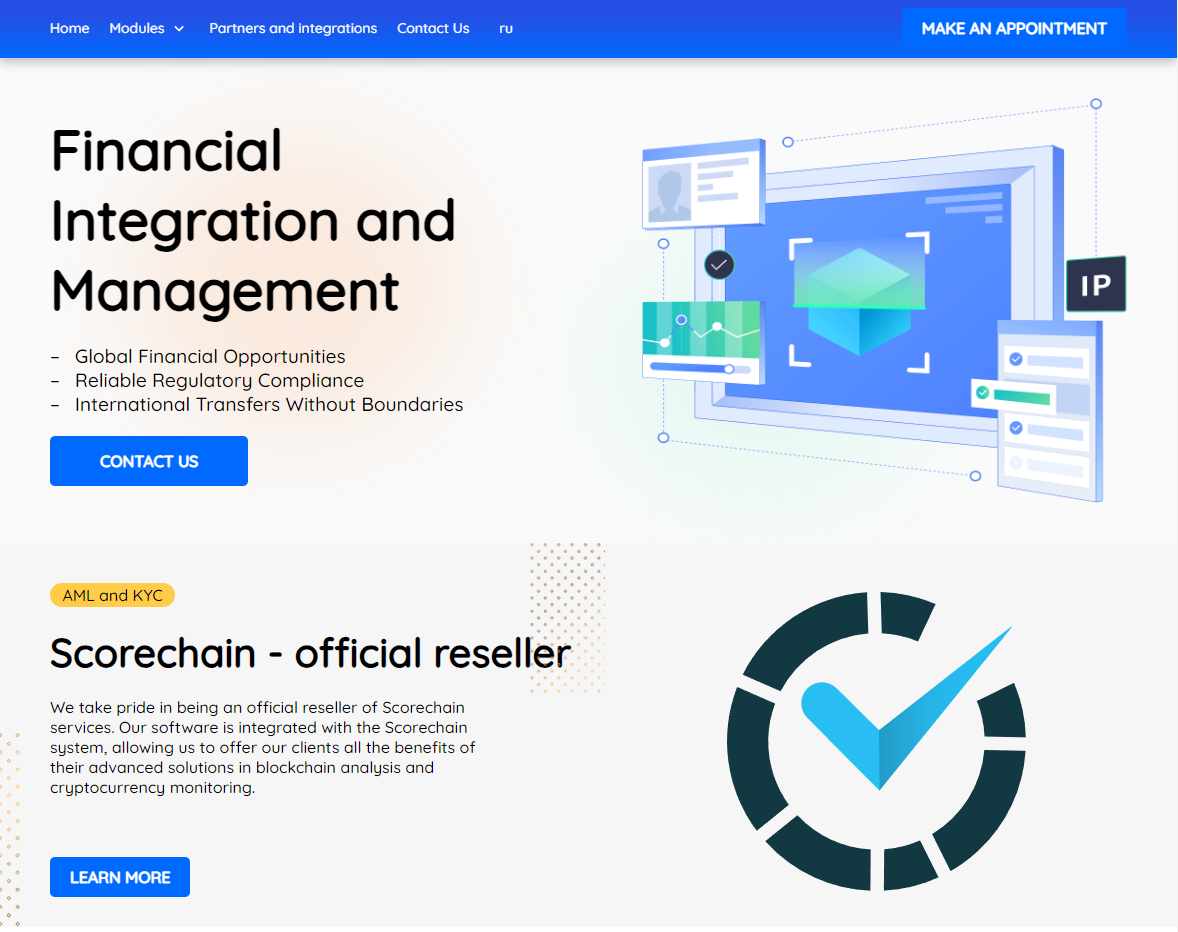 Home Modules Partners and integrations Contact Us ru MAKE AN APPOINTMENT
Financial
Integration and
Management
– Global Financial Opportunities
– Reliable Regulatory Compliance
– International Transfers Without Boundaries
CONTACT US
IP
AML and KYC
Scorechain - official reseller
We take pride in being an official reseller of Scorechain
services. Our software is integrated with the Scorechain
system, allowing us to offer our clients all the benefits of
their advanced solutions in blockchain analysis and
cryptocurrency monitoring.
LEARN MORE